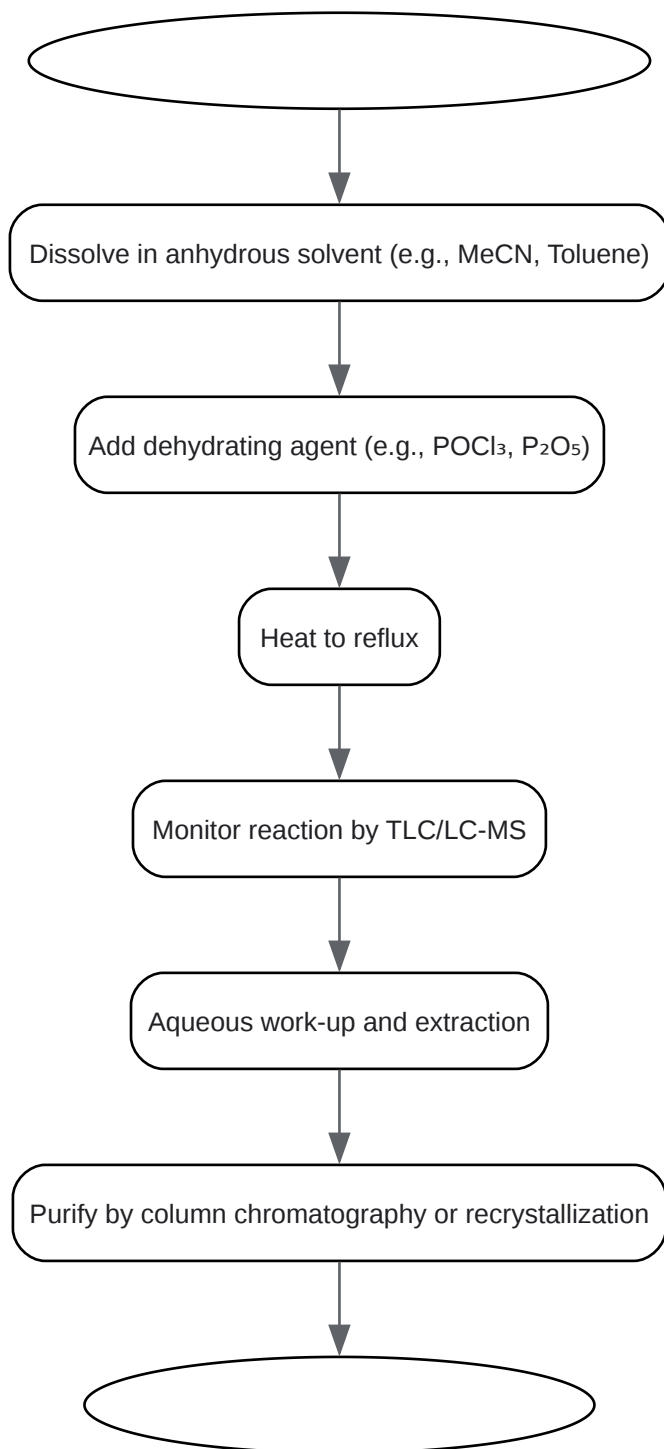 Dissolve in anhydrous solvent (e.g., MeCN, Toluene)
Add dehydrating agent (e.g., POCl₃, P₂O₅)
Heat to reflux
Monitor reaction by TLC/LC-MS
Aqueous work-up and extraction
Purify by column chromatography or recrystallization